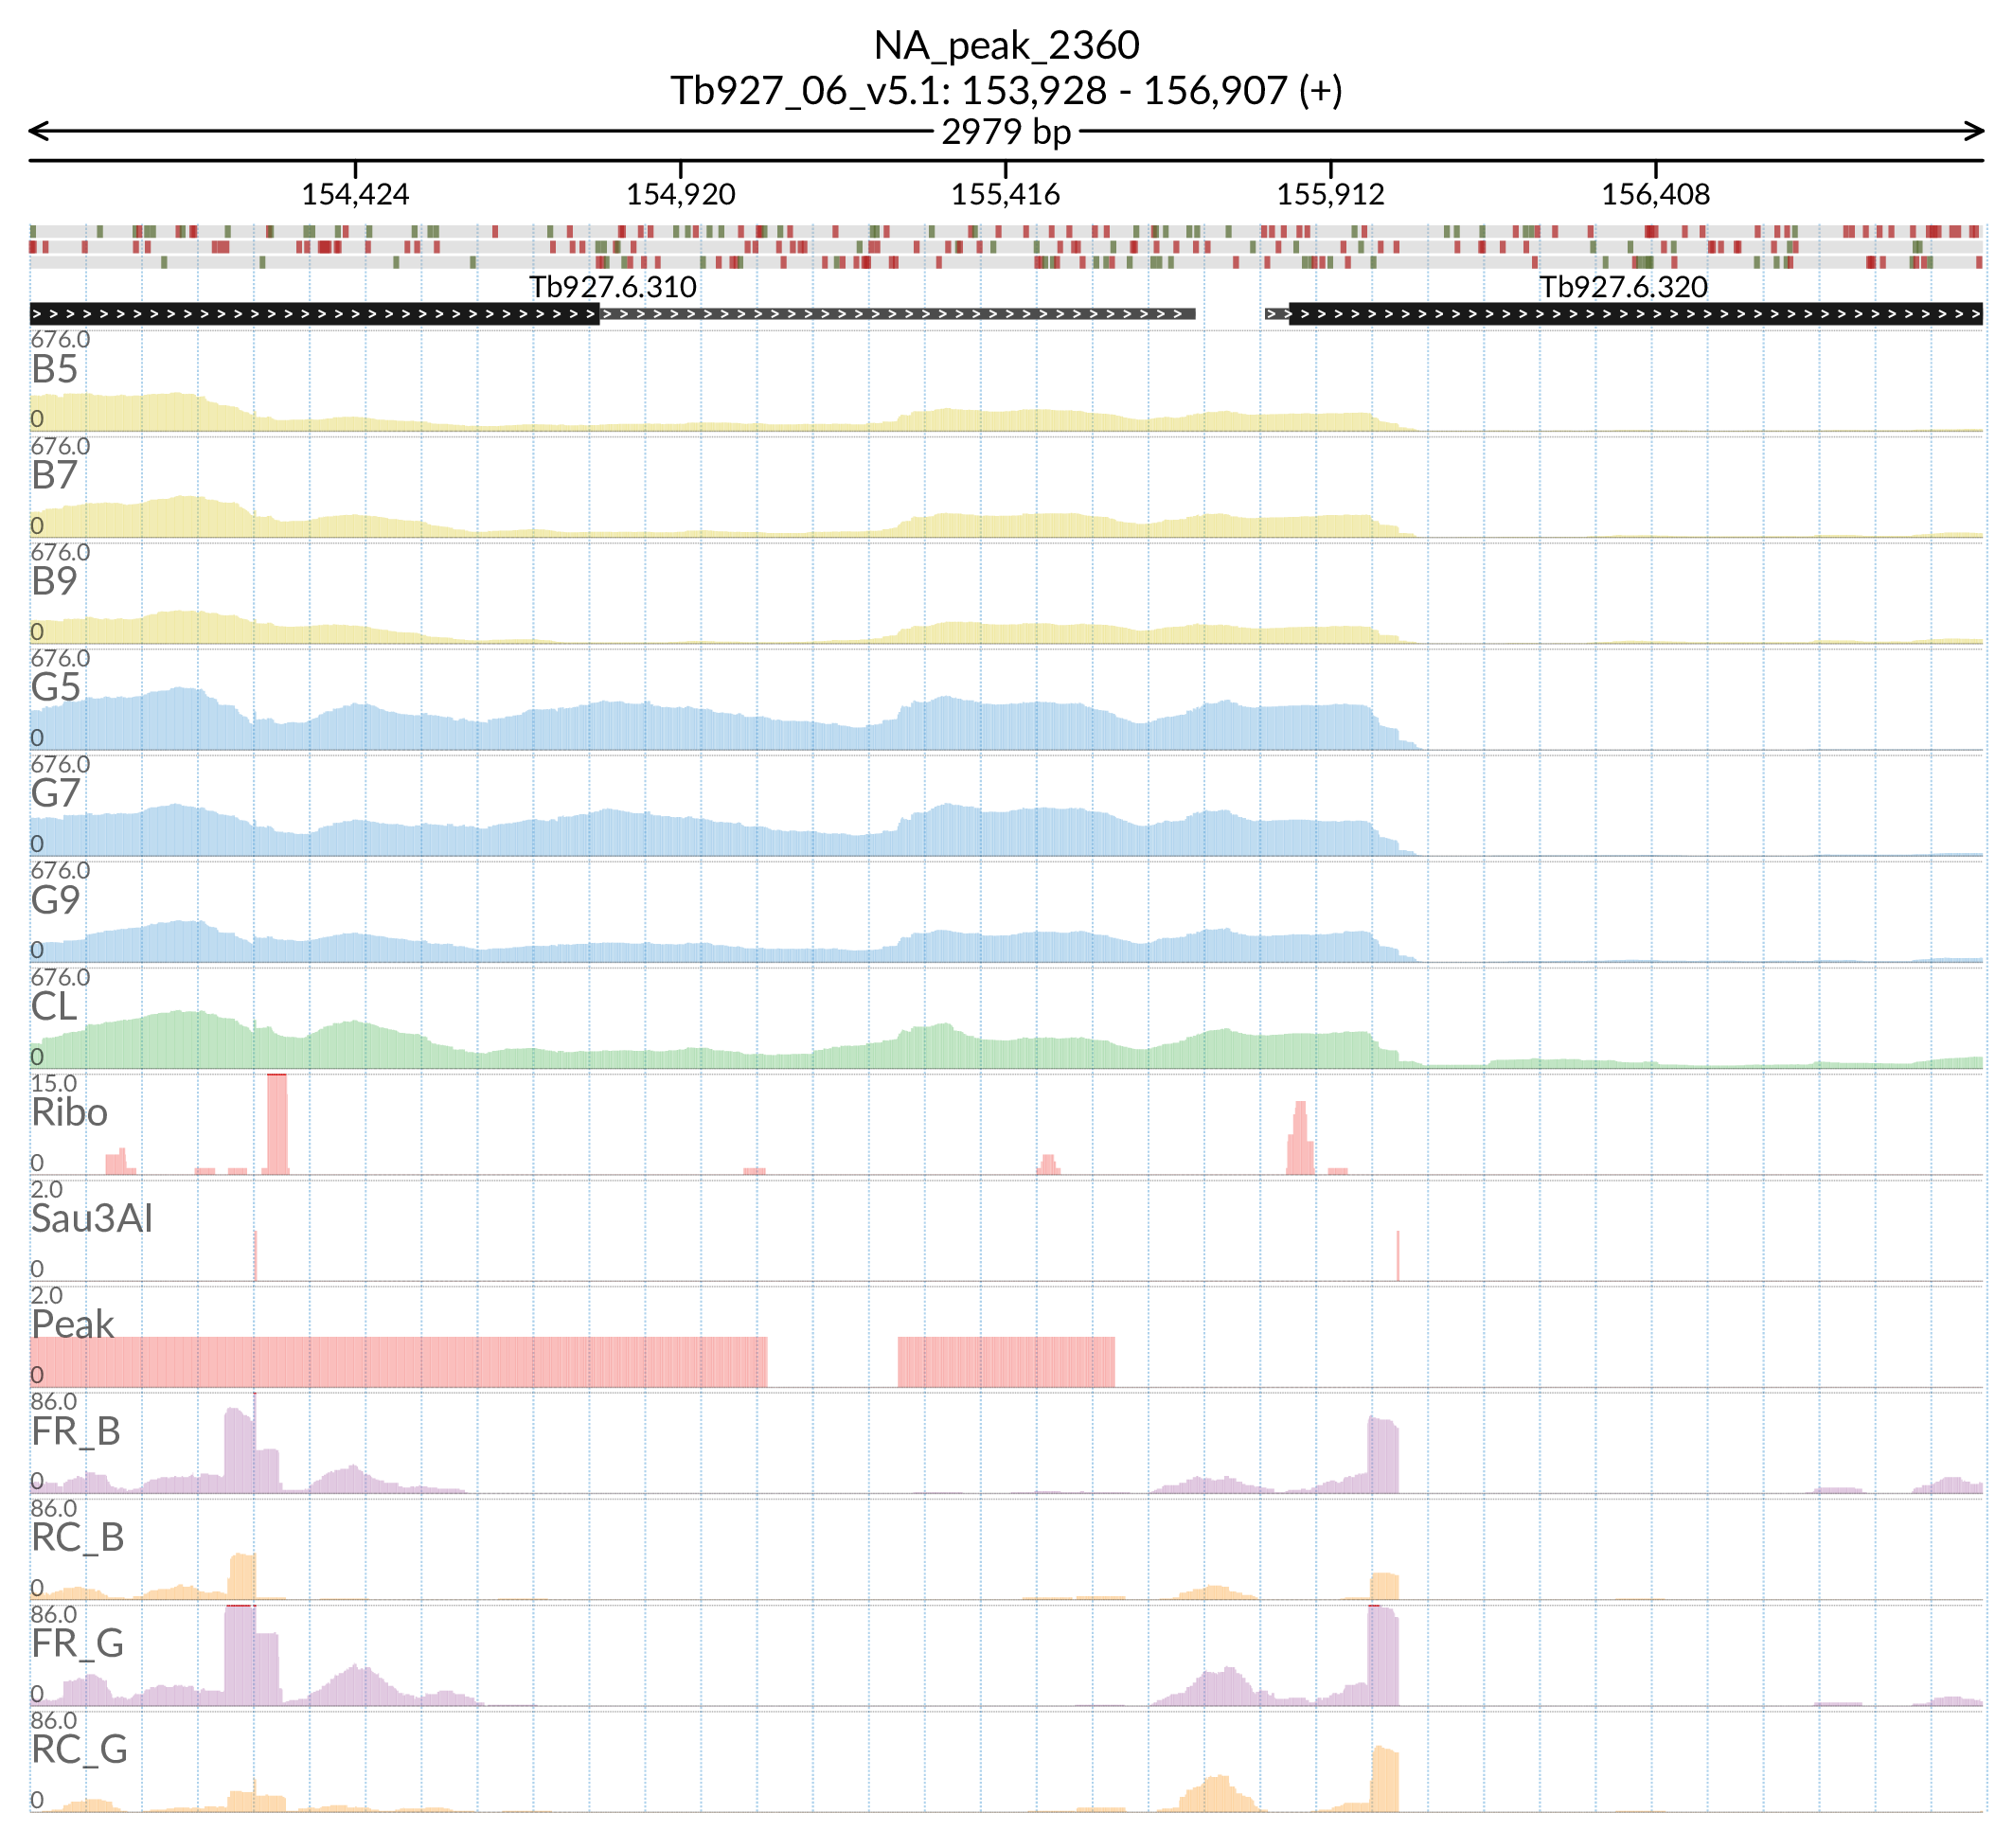 NA_peak_2360
Tb927_06_v5.1: 153,928 - 156,907 (+)
2979 bp
154,424 154,920 155,416 155,912 156,408
Tb927.6.310 Tb927.6.320
676.0
B5
0
676.0
B7
0
676.0
B9
0
676.0
G5
0
676.0
G7
0
676.0
G9
0
676.0
CL
0
15.0
Ribo
0
2.0
Sau3AI
0
2.0
Peak
0
86.0
FR_B
0
86.0
RC_B
0
86.0
FR_G
0
86.0
RC_G
0